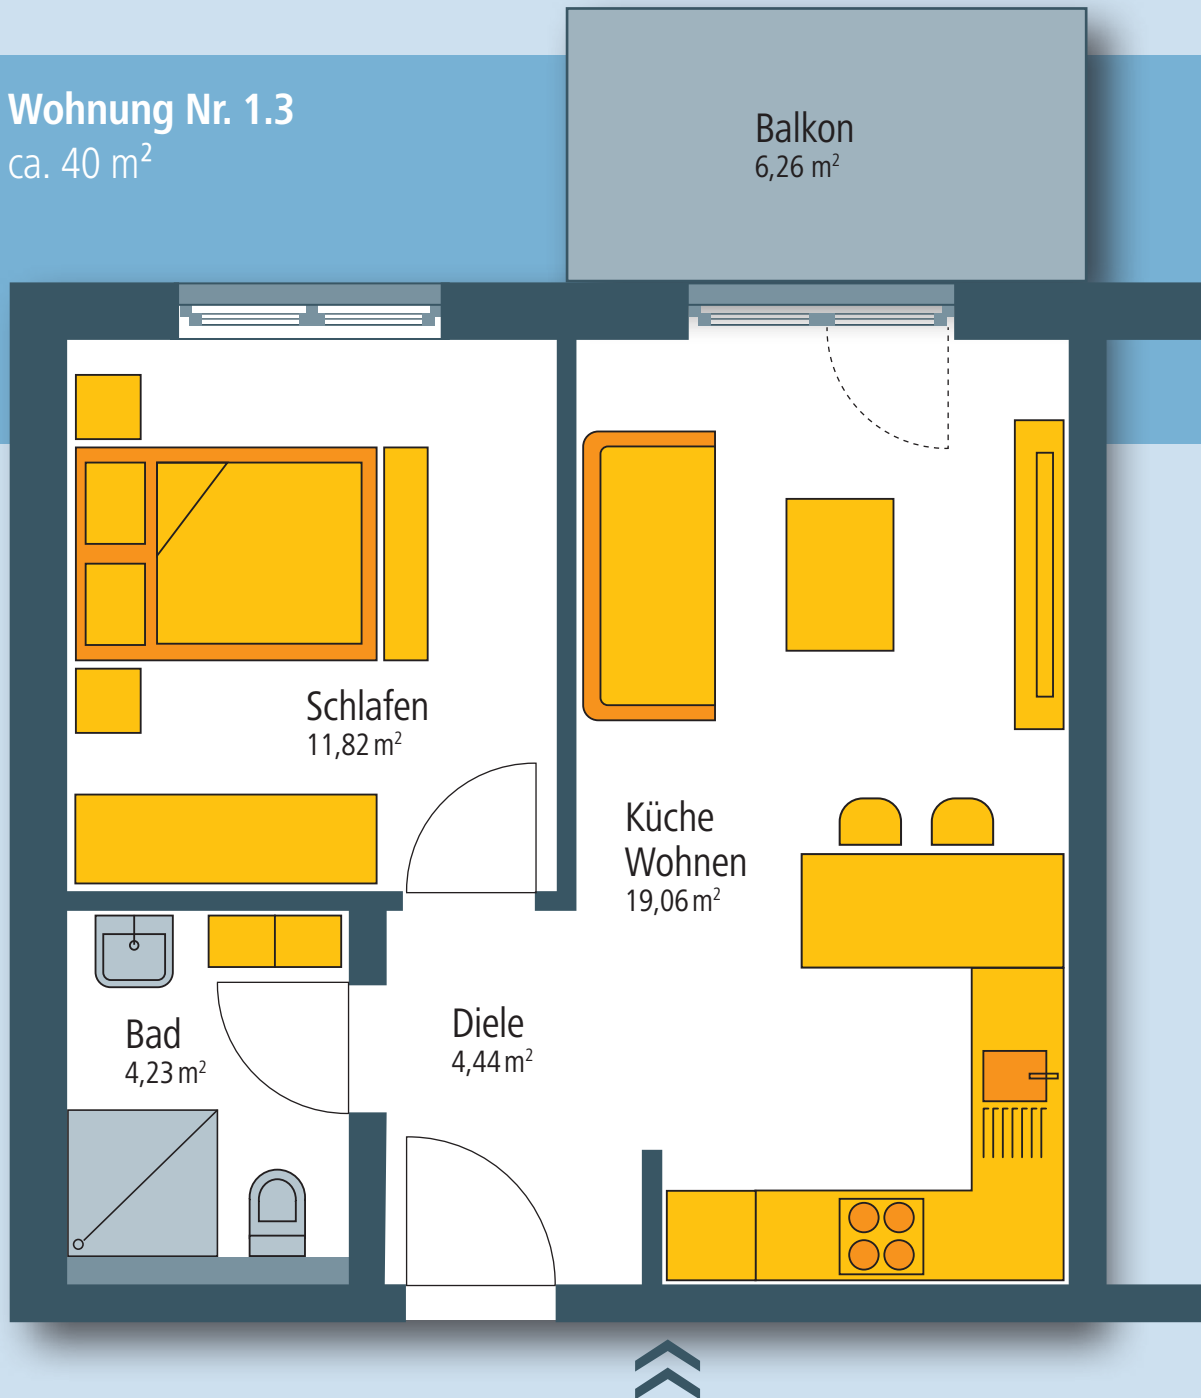 Wohnung Nr. 1.3
ca. 40 m²
Balkon
6,26 m²
Schlafen
11,82 m²
Küche
Wohnen
19,06 m²
Bad
4,23 m²
Diele
4,44 m²